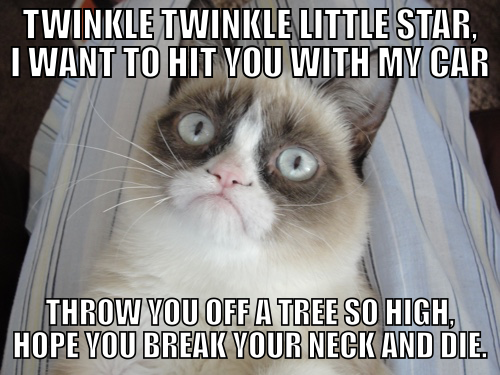 TWINKLE TWINKLE LITTLE STAR,
I WANT TO HIT YOU WITH MY CAR
THROW YOU OFF A TREE SO HIGH,
HOPE YOU BREAK YOUR NECK AND DIE.